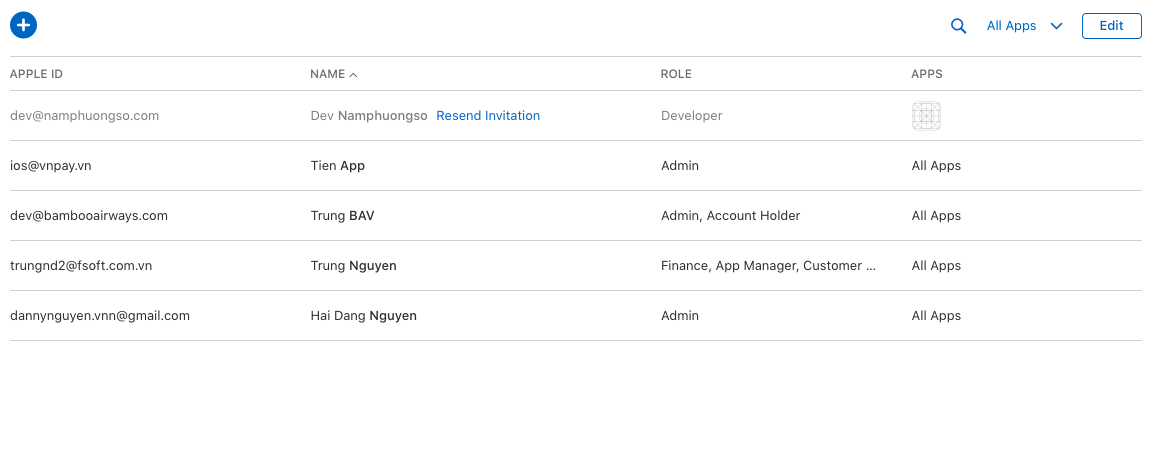 All Apps Edit
APPLE ID NAME ROLE APPS
dev@namphuongso.com Dev Namphuongso Resend Invitation Developer
ios@vnpay.vn Tien App Admin All Apps
dev@bambooairways.com Trung BAV Admin, Account Holder All Apps
trungnd2@fsoft.com.vn Trung Nguyen Finance, App Manager, Customer ... All Apps
dannynguyen.vnn@gmail.com Hai Dang Nguyen Admin All Apps